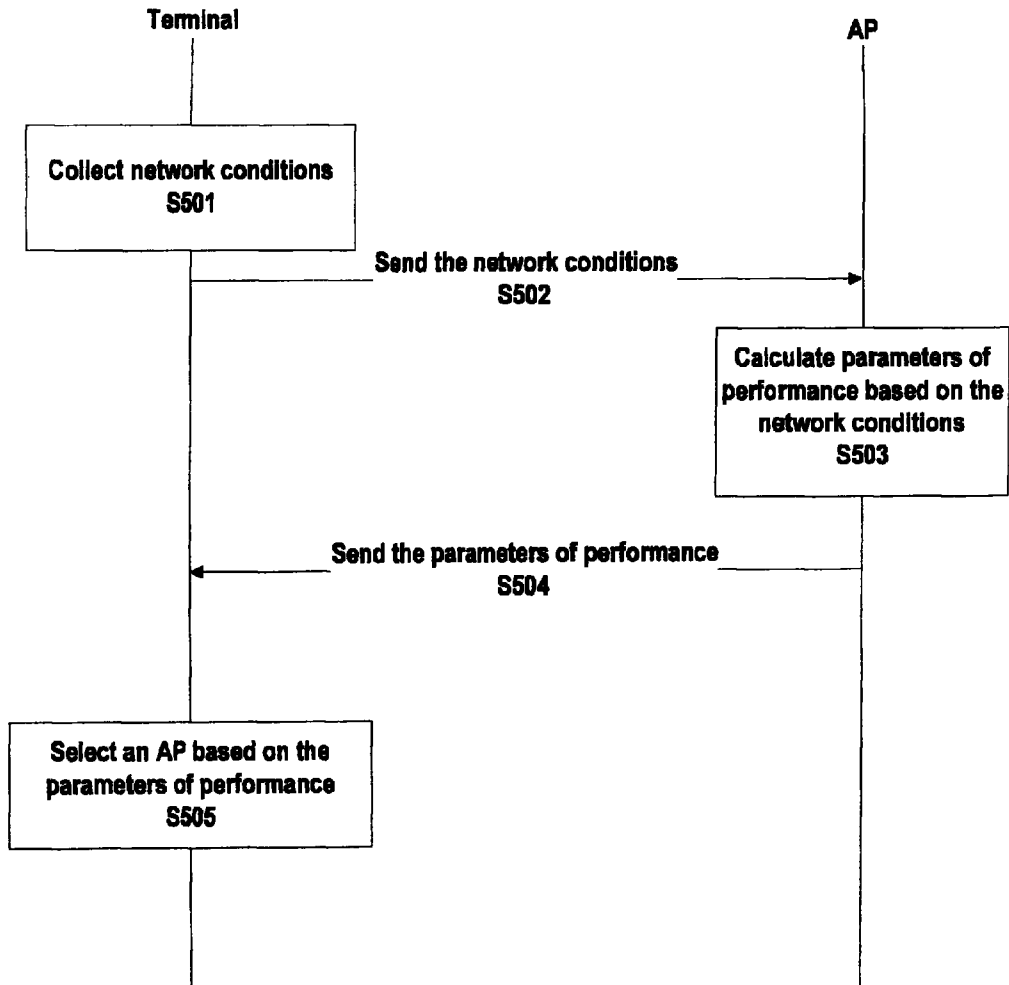 Terminal
AP
Collect network conditions
S501
Send the network conditions
S502
Calculate parameters of
performance based on the
network conditions
S503
Send the parameters of performance
S504
Select an AP based on the
parameters of performance
S505